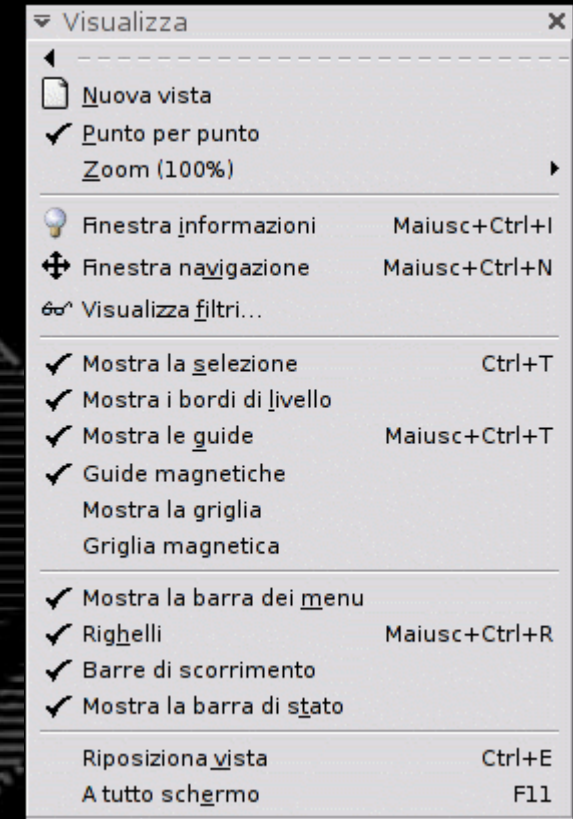 Visualizza
Nuova vista
Punto per punto
Zoom (100%)
Finestra informazioni Maiusc+Ctrl+I
Finestra navigazione Maiusc+Ctrl+N
Visualizza filtri...
Mostra la selezione Ctrl+T
Mostra i bordi di livello
Mostra le guide Maiusc+Ctrl+T
Guide magnetiche
Mostra la griglia
Griglia magnetica
Mostra la barra dei menu
Righelli Maiusc+Ctrl+R
Barre di scorrimento
Mostra la barra di stato
Riposiziona vista Ctrl+E
A tutto schermo F11